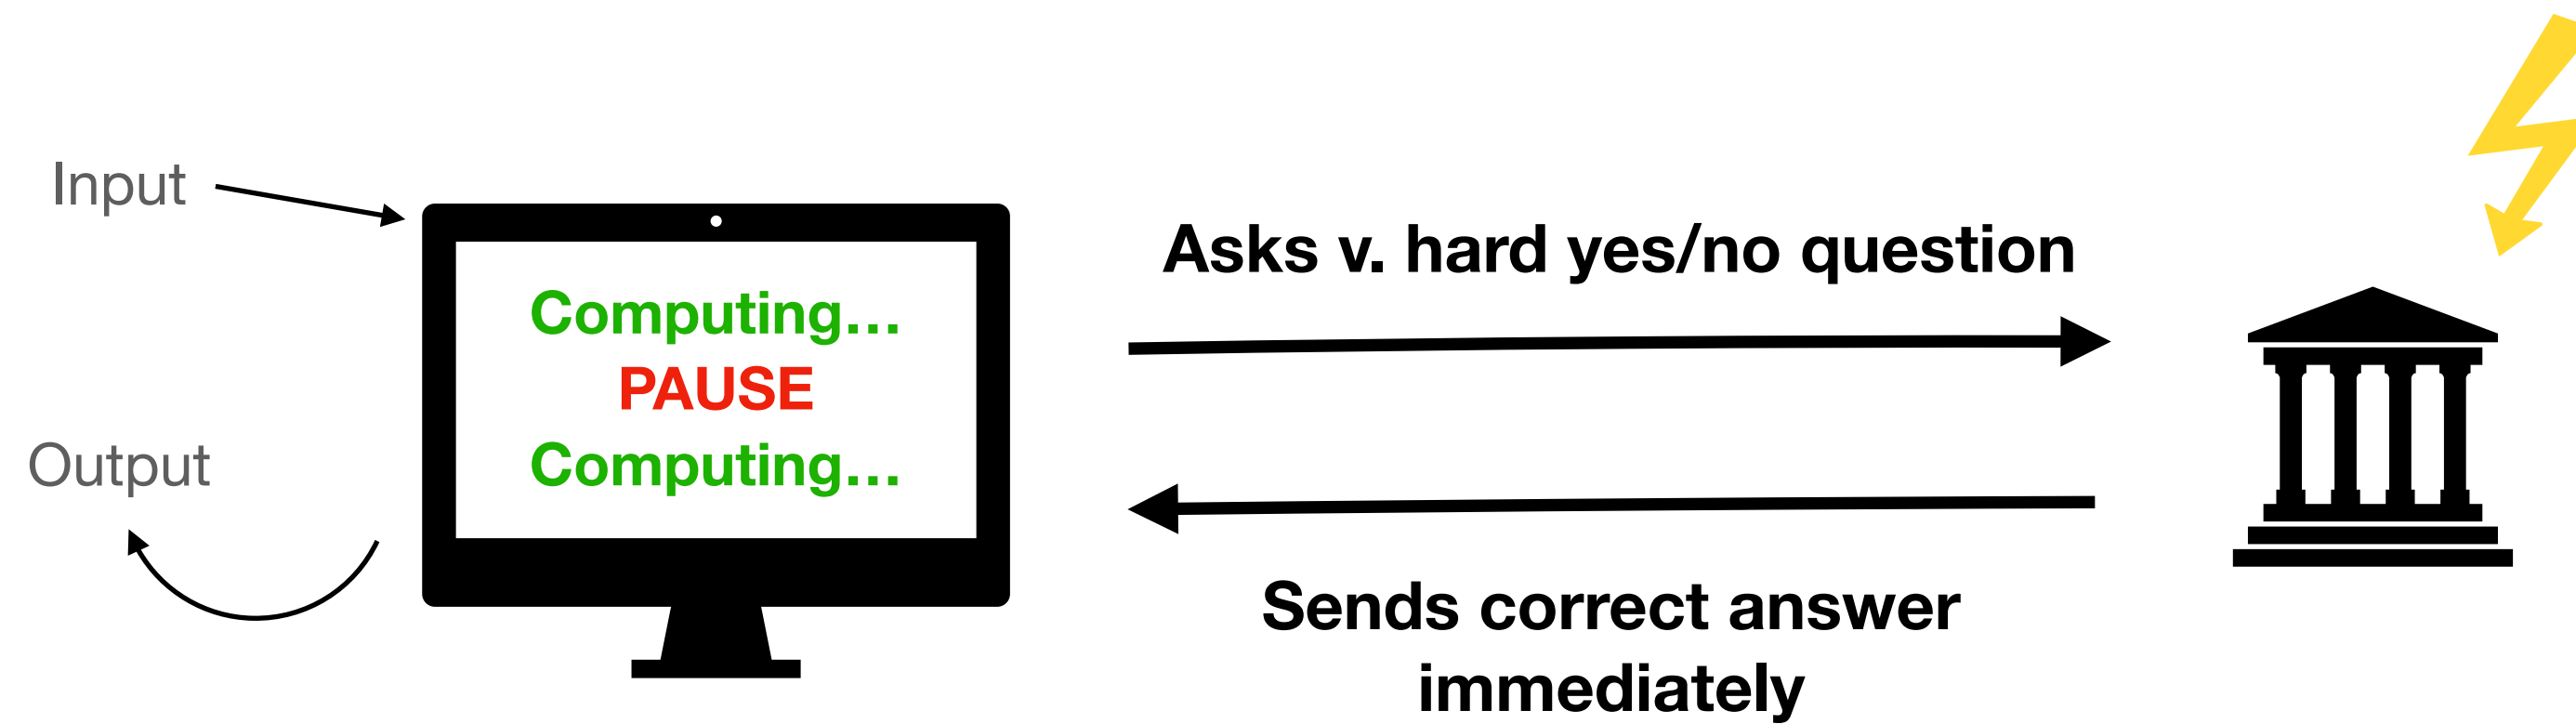 Input
Output
Computing...
PAUSE
Computing...
Asks v. hard yes/no question
Sends correct answer
immediately